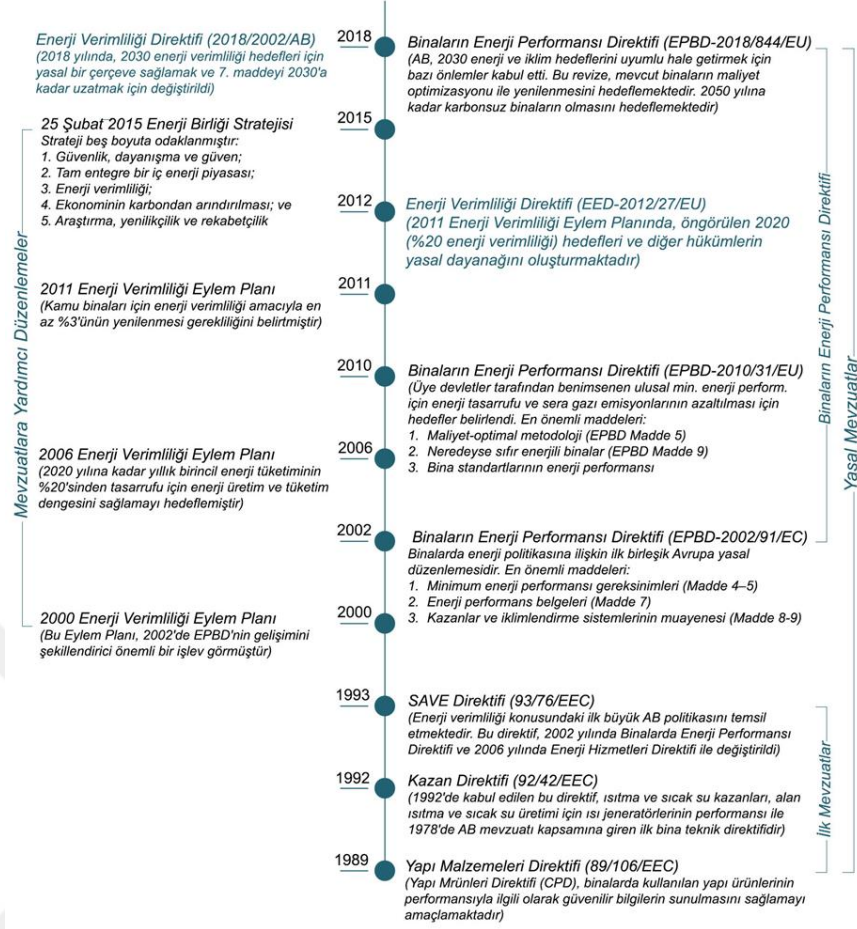 2018
Enerji Verimliliği Direktifi (2018/2002/AB)
(2018 yılında, 2030 enerji verimliliği hedefleri için
yasal bir çerçeve sağlamak ve 7. maddeyi 2030'a
kadar uzatmak için değiştirildi)
Binaların Enerji Performansı Direktifi (EPBD-2018/844/EU)
(AB, 2030 enerji ve iklim hedeflerini uyumlu hale getirmek için
bazı önlemler kabul etti. Bu revize, mevcut binaların maliyet
optimizasyonu ile yenilenmesini hedeflemektedir. 2050 yılına
kadar karbonsuz binaların olmasını hedeflemektedir)
2015
25 Şubat 2015 Enerji Birliği Stratejisi
Strateji beş boyuta odaklanmıştır:
1. Güvenlik, dayanışma ve güven;
2. Tam entegre bir iç enerji piyasası;
3. Enerji verimliliği;
4. Ekonominin karbondan arındırılması; ve
5. Araştırma, yenilikçilik ve rekabetçilik
2012
Enerji Verimliliği Direktifi (EED-2012/27/EU)
(2011 Enerji Verimliliği Eylem Planında, öngörülen 2020
(%20 enerji verimliliği) hedefleri ve diğer hükümlerin
yasal dayanağını oluşturmaktadır)
2011
2011 Enerji Verimliliği Eylem Planı
(Kamu binaları için enerji verimliliği amacıyla en
az %3'ünün yenilenmesi gerekliliğini belirtmiştir)
2010
Binaların Enerji Performansı Direktifi (EPBD-2010/31/EU)
(Üye devletler tarafından benimsenen ulusal min. enerji perform.
için enerji tasarrufu ve sera gazı emisyonlarının azaltılması için
hedefler belirlendi. En önemli maddeleri:
1. Maliyet-optimal metodoloji (EPBD Madde 5)
2. Neredeyse sıfır enerjili binalar (EPBD Madde 9)
3. Bina standartlarının enerji performansı
2006
2006 Enerji Verimliliği Eylem Planı
(2020 yılına kadar yıllık birincil enerji tüketiminin
%20'sinden tasarrufu için enerji üretim ve tüketim
dengesini sağlamayı hedeflemiştir)
2002
Binaların Enerji Performansı Direktifi (EPBD-2002/91/EC)
Binalarda enerji politikasına ilişkin ilk birleşik Avrupa yasal
düzenlemesidir. En önemli maddeleri:
1. Minimum enerji performansı gereksinimleri (Madde 4–5)
2. Enerji performans belgeleri (Madde 7)
3. Kazanlar ve iklimlendirme sistemlerinin muayenesi (Madde 8-9)
2000
2000 Enerji Verimliliği Eylem Planı
(Bu Eylem Planı, 2002'de EPBD'nin gelişimini
şekillendirici önemli bir işlev görmüştür)
1993
SAVE Direktifi (93/76/EEC)
(Enerji verimliliği konusundaki ilk büyük AB politikasını temsil
etmektedir. Bu direktif, 2002 yılında Binalarda Enerji Performansı
Direktifi ve 2006 yılında Enerji Hizmetleri Direktifi ile değiştirildi)
1992
Kazan Direktifi (92/42/EEC)
(1992'de kabul edilen bu direktif, ısıtma ve sıcak su kazanları, alan
ısıtma ve sıcak su üretimi için ısı jeneratörlerinin performansı ile
1978'de AB mevzuatı kapsamına giren ilk bina teknik direktifidir)
1989
Yapı Malzemeleri Direktifi (89/106/EEC)
(Yapı Mrünleri Direktifi (CPD), binalarda kullanılan yapı ürünlerinin
performansıyla ilgili olarak güvenilir bilgilerin sunulmasını sağlamayı
amaçlamaktadır)
Mevzuatlara Yardımcı Düzenlemeler
Binaların Enerji Performansı Direktifi
İlk Mevzuatlar
Yasal Mevzuatlar